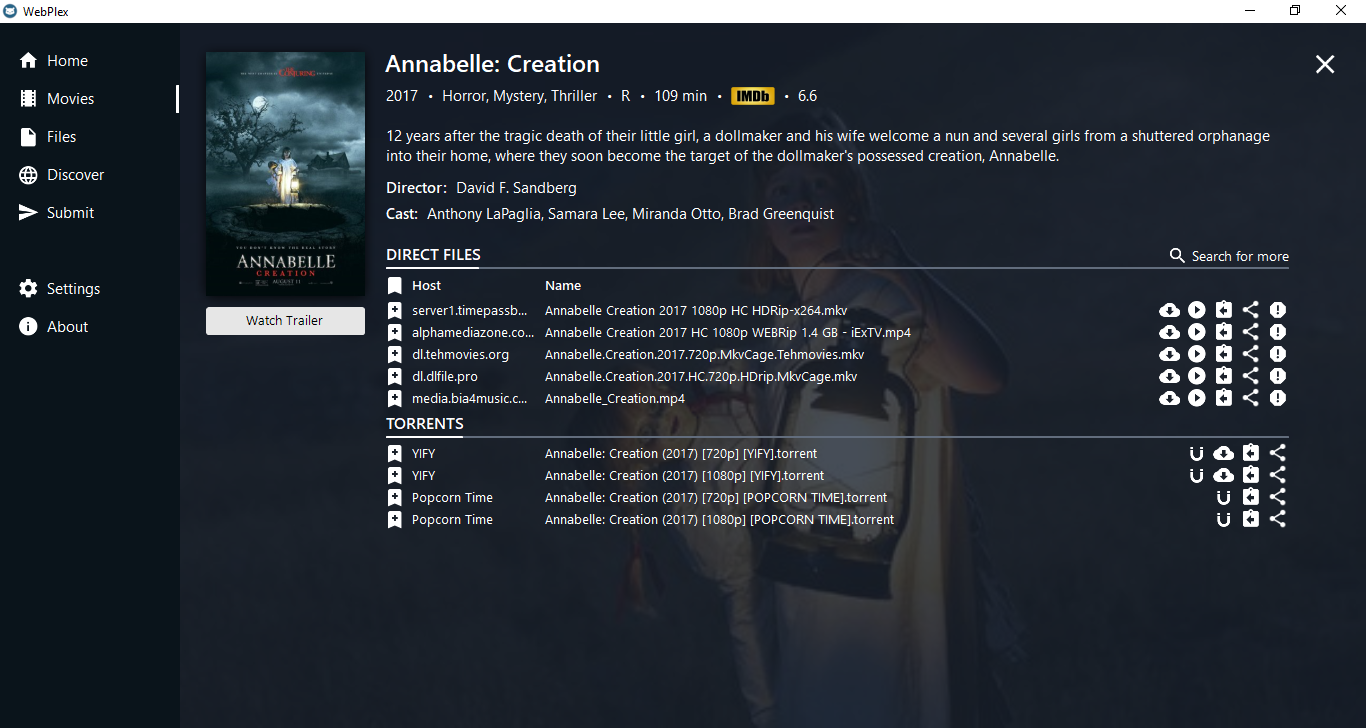 WebPlex
Home
Movies
Files
Discover
Submit
Settings
About
THE CONJURING
YOU DON'T KNOW THE REAL STORY
ANNABELLE
CREATION
AUGUST 11
Watch Trailer
Annabelle: Creation
2017 • Horror, Mystery, Thriller • R • 109 min • IMDb • 6.6
12 years after the tragic death of their little girl, a dollmaker and his wife welcome a nun and several girls from a shuttered orphanage
into their home, where they soon become the target of the dollmaker's possessed creation, Annabelle.
Director: David F. Sandberg
Cast: Anthony LaPaglia, Samara Lee, Miranda Otto, Brad Greenquist
DIRECT FILES Search for more
Host Name
server1.timepassb... Annabelle Creation 2017 1080p HC HDRip-x264.mkv
alphamediazone.co... Annabelle Creation 2017 HC 1080p WEBRip 1.4 GB - iExTV.mp4
dl.tehmovies.org Annabelle.Creation.2017.720p.MkvCage.Tehmovies.mkv
dl.dlfile.pro Annabelle.Creation.2017.HC.720p.HDrip.MkvCage.mkv
media.bia4music.c... Annabelle_Creation.mp4
TORRENTS
YIFY Annabelle: Creation (2017) [720p] [YIFY].torrent
YIFY Annabelle: Creation (2017) [1080p] [YIFY].torrent
Popcorn Time Annabelle: Creation (2017) [720p] [POPCORN TIME].torrent
Popcorn Time Annabelle: Creation (2017) [1080p] [POPCORN TIME].torrent